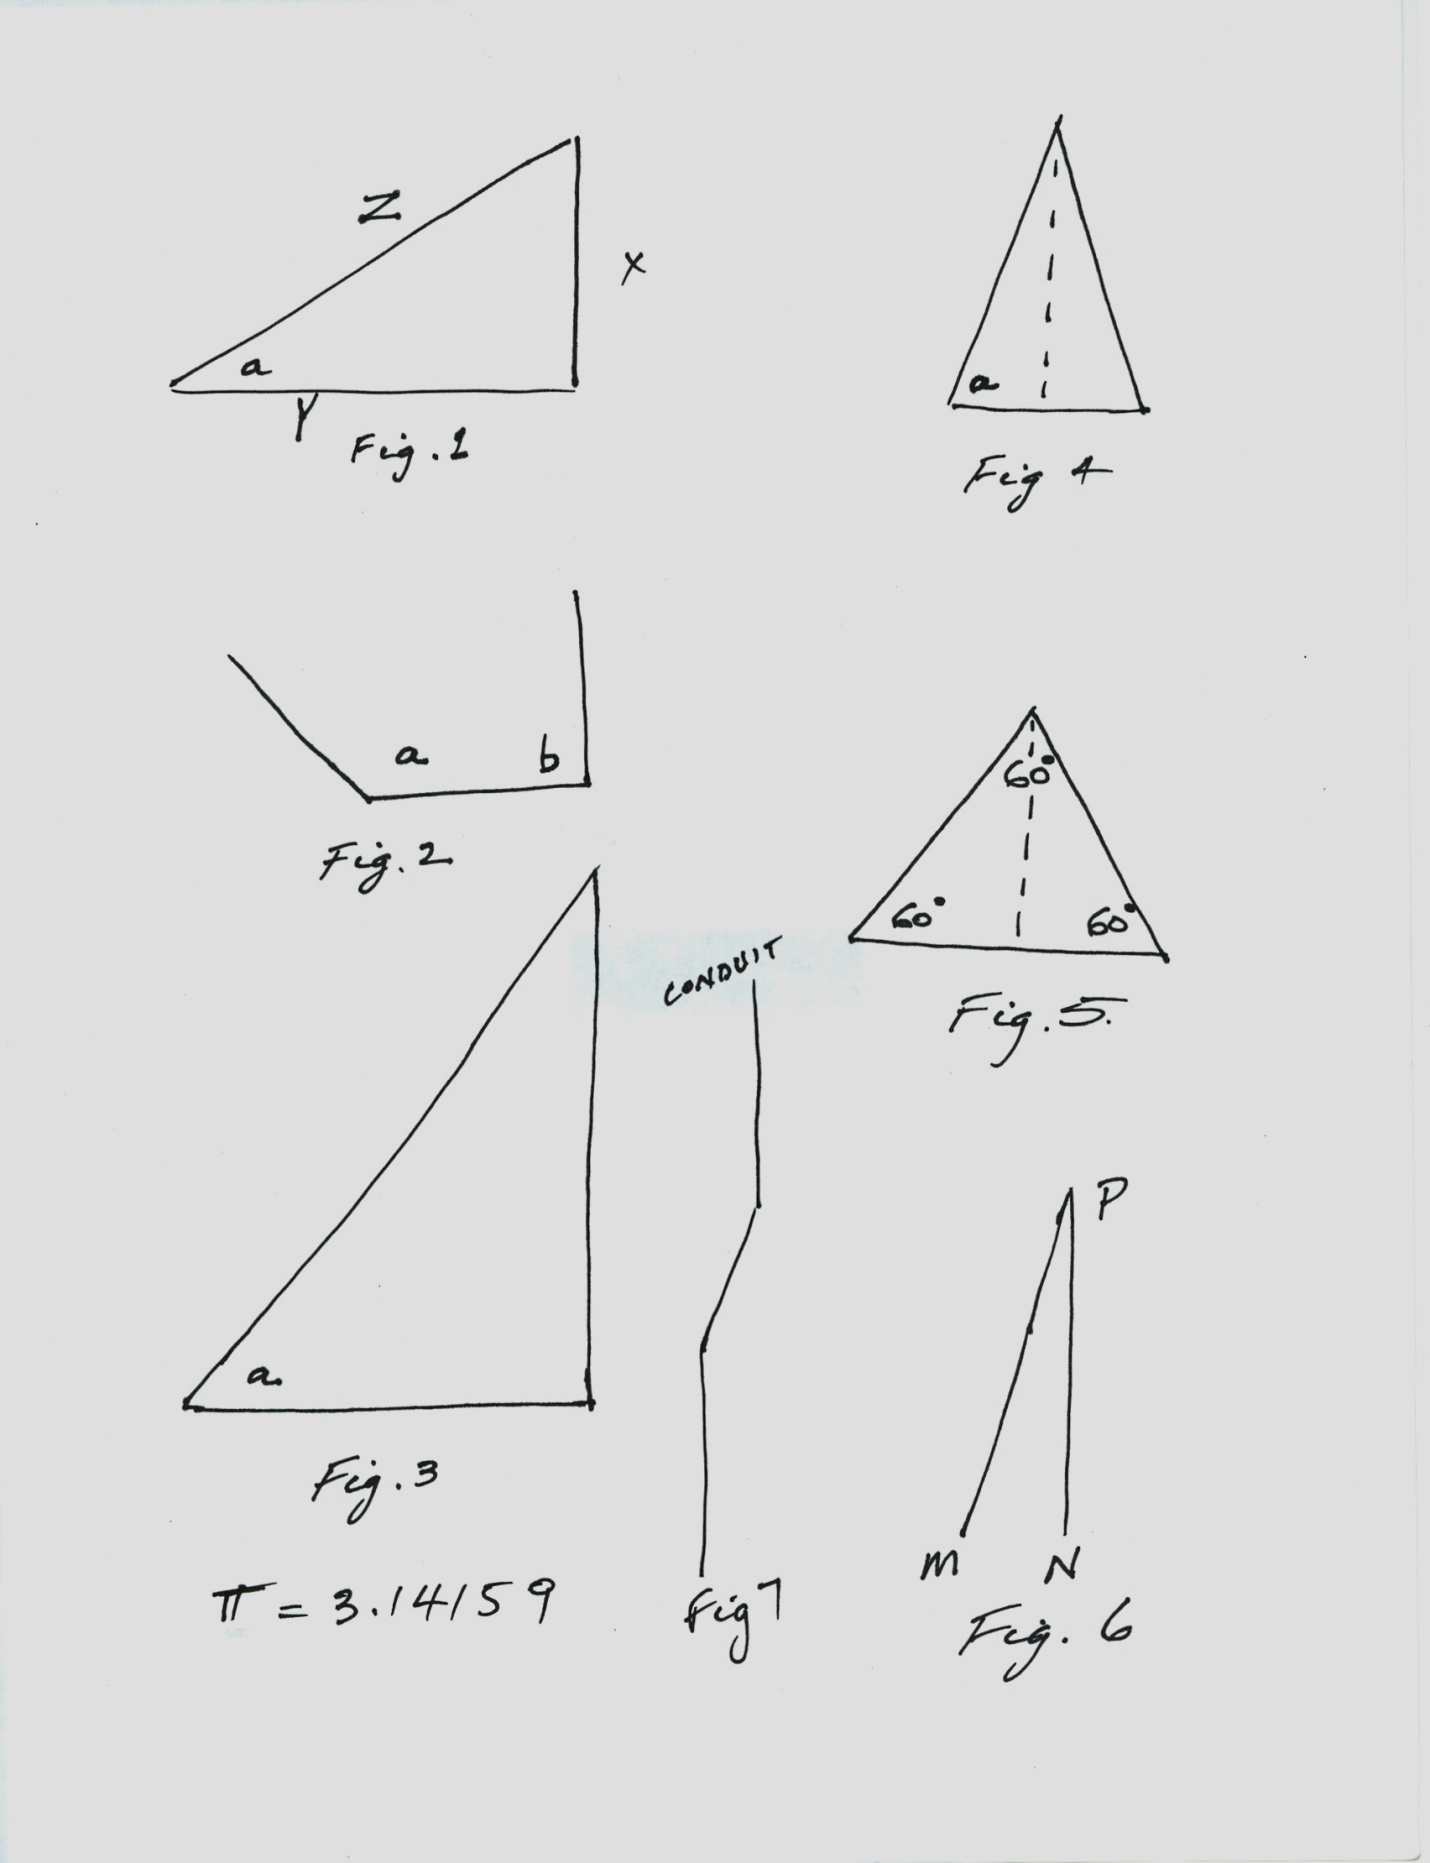 Z
x
a
Y
Fig.1
a
Fig 4
a b
Fig.2
60°
60° 60°
Fig.5.
CONDUIT
a.
Fig.3
P
M N
Fig. 6
π = 3.14159
Fig 7